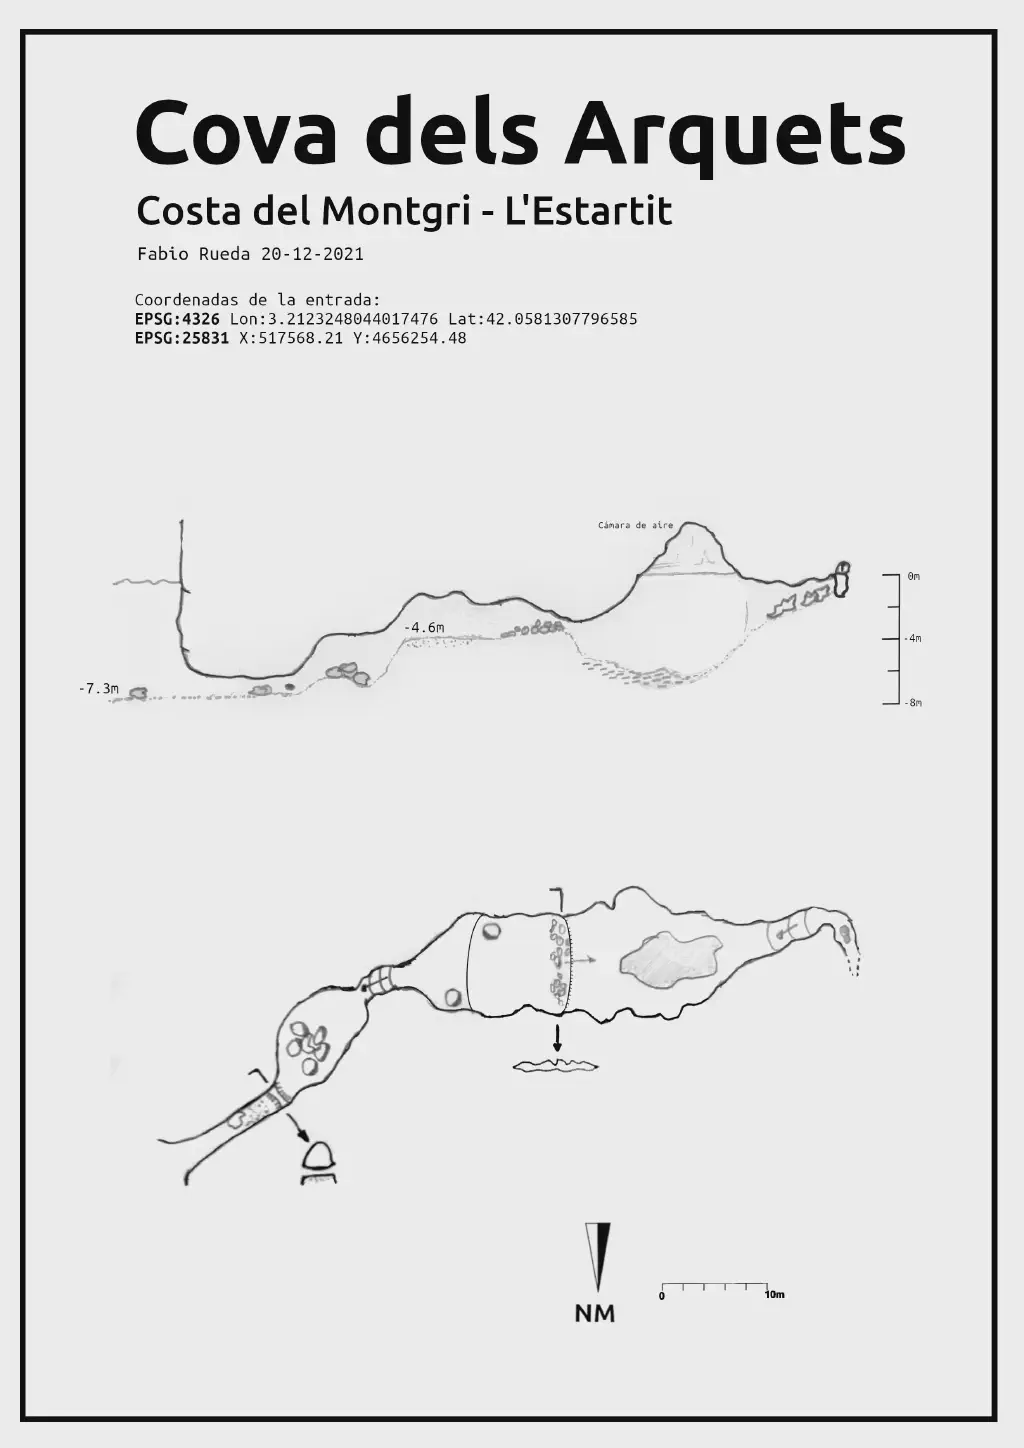 Cova dels Arquets
Costa del Montgri - L'Estartit
Fabio Rueda 20-12-2021
Coordenadas de la entrada:
EPSG:4326 Lon:3.2123248044017476 Lat:42.0581307796585
EPSG:25831 X:517568.21 Y:4656254.48
Cámara de aire
0m
-4.6m
-4m
-7.3m
-8m
NM
0
10m